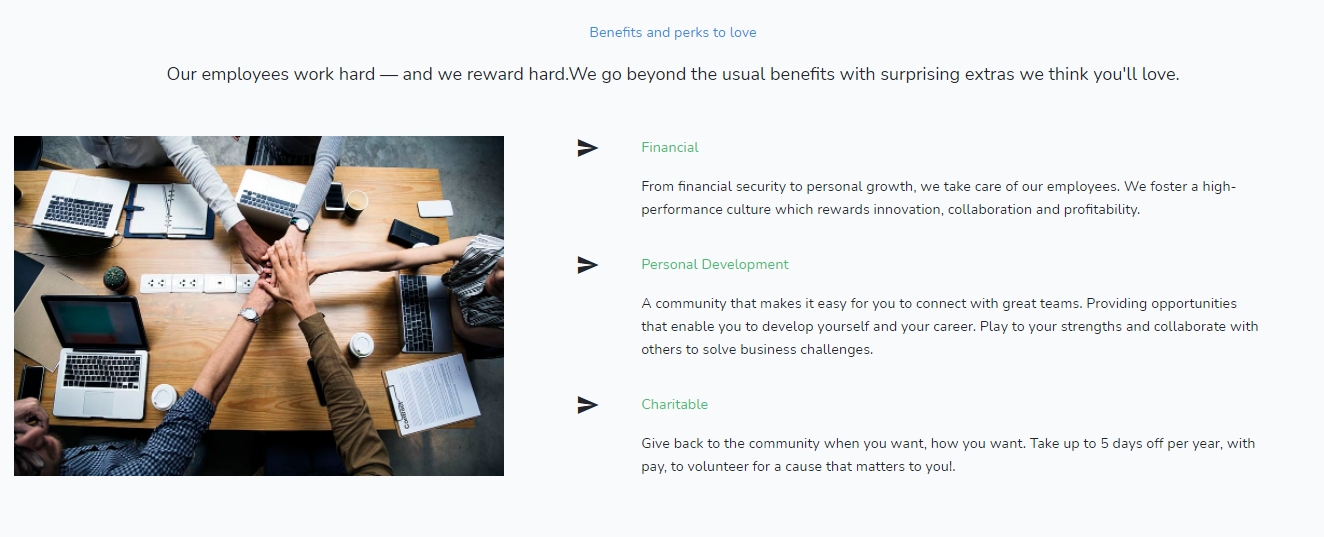 Benefits and perks to love
Our employees work hard — and we reward hard.We go beyond the usual benefits with surprising extras we think you'll love.
Financial
From financial security to personal growth, we take care of our employees. We foster a high-
performance culture which rewards innovation, collaboration and profitability.
Personal Development
A community that makes it easy for you to connect with great teams. Providing opportunities
that enable you to develop yourself and your career. Play to your strengths and collaborate with
others to solve business challenges.
Charitable
Give back to the community when you want, how you want. Take up to 5 days off per year, with
pay, to volunteer for a cause that matters to you!.